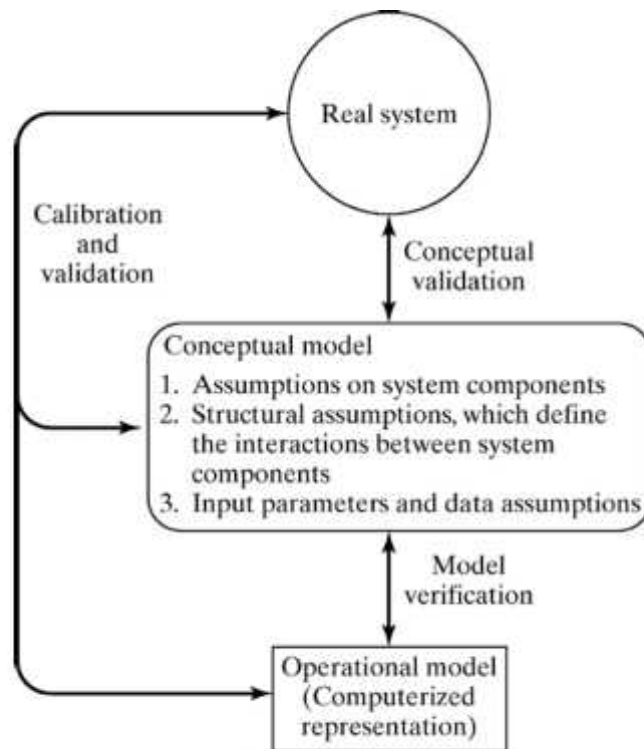 Real system
Calibration
and
validation
Conceptual
validation
Conceptual model
1. Assumptions on system components
2. Structural assumptions, which define
the interactions between system
components
3. Input parameters and data assumptions
Model
verification
Operational model
(Computerized
representation)